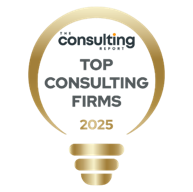 THE
consulting
REPORT
TOP
CONSULTING
FIRMS
2025